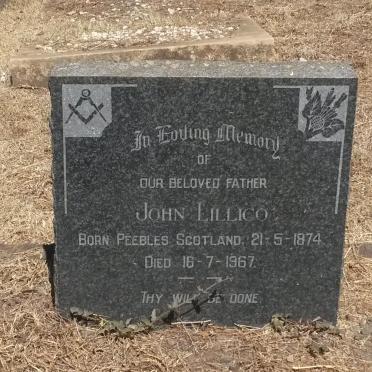 In Loving Memory
OF
OUR BELOVED FATHER
JOHN LILLICO
BORN PEEBLES SCOTLAND, 21-5-1874
DIED 16-7-1967.
THY WILL BE DONE